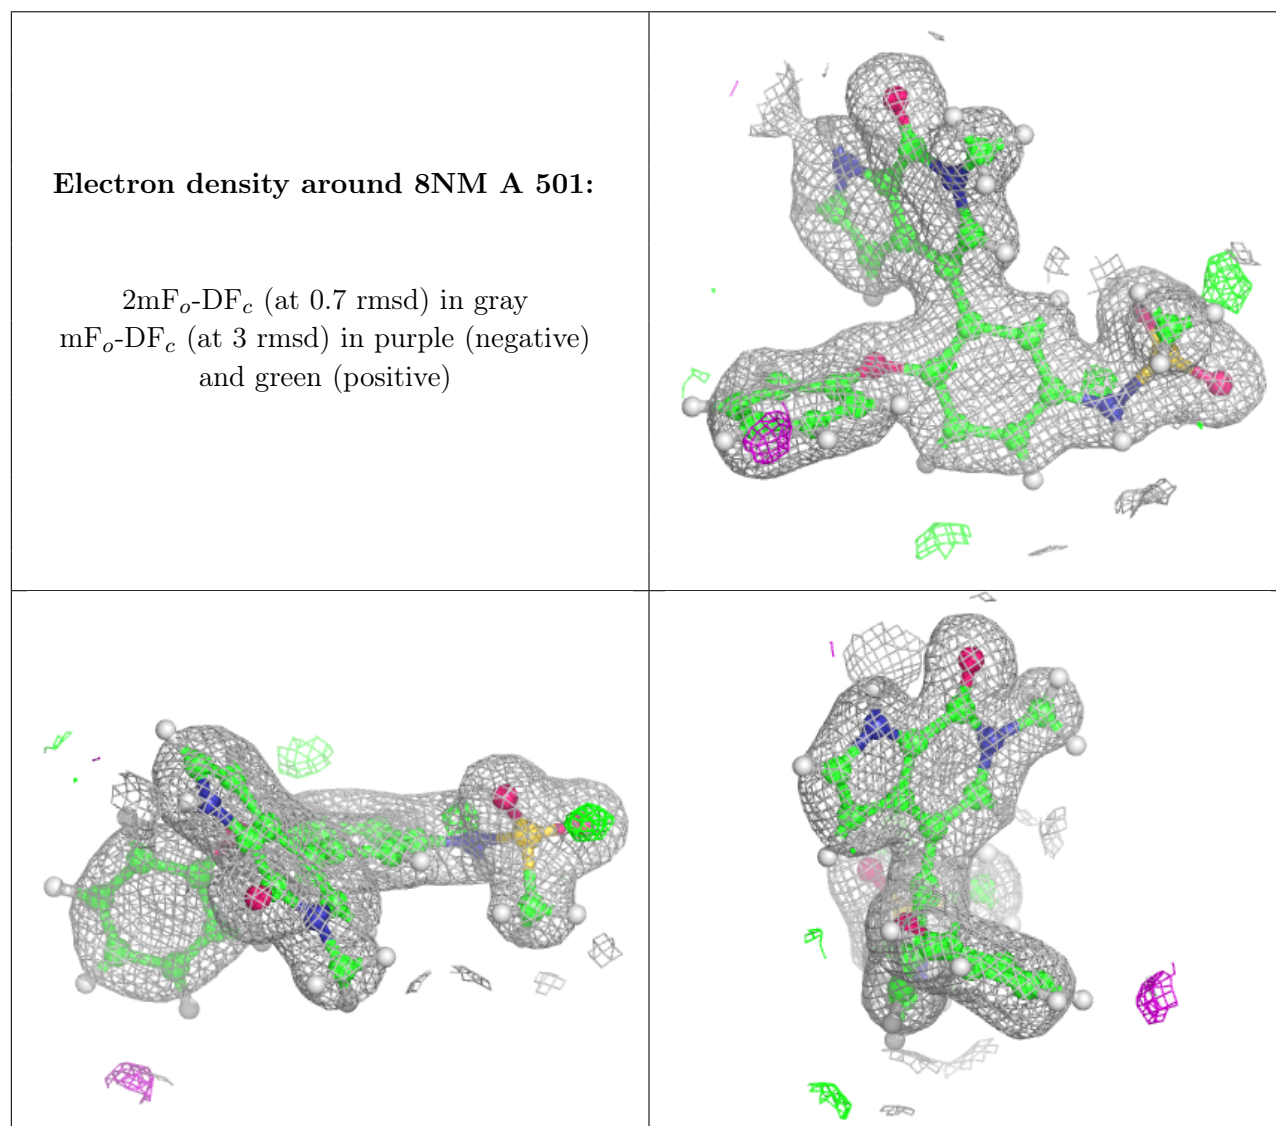 Electron density around 8NM A 501:
2mFo-DFc (at 0.7 rmsd) in gray
mFo-DFc (at 3 rmsd) in purple (negative)
and green (positive)